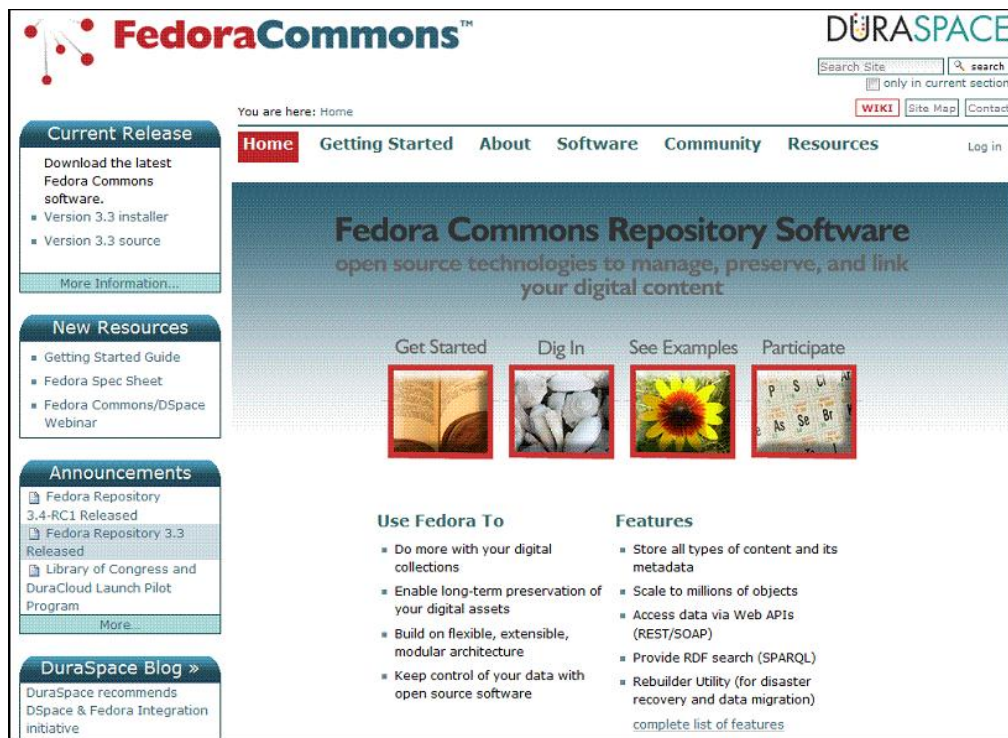 FedoraCommons™
DURASPACE
Search Site
search
only in current section
You are here: Home
WIKI
Site Map
Contact
Home
Getting Started
About
Software
Community
Resources
Log in
Current Release
Download the latest
Fedora Commons
software.
Version 3.3 installer
Version 3.3 source
More Information...
New Resources
Getting Started Guide
Fedora Spec Sheet
Fedora Commons/DSpace
Webinar
Announcements
Fedora Repository
3.4-RC1 Released
Fedora Repository 3.3
Released
Library of Congress and
DuraCloud Launch Pilot
Program
More...
DuraSpace Blog »
DuraSpace recommends
DSpace & Fedora Integration
initiative
Fedora Commons Repository Software
open source technologies to manage, preserve, and link
your digital content
Get Started
Dig In
See Examples
Participate
P S Cl Ar
As Se Br
Use Fedora To
Do more with your digital
collections
Enable long-term preservation of
your digital assets
Build on flexible, extensible,
modular architecture
Keep control of your data with
open source software
Features
Store all types of content and its
metadata
Scale to millions of objects
Access data via Web APIs
(REST/SOAP)
Provide RDF search (SPARQL)
Rebuilder Utility (for disaster
recovery and data migration)
complete list of features